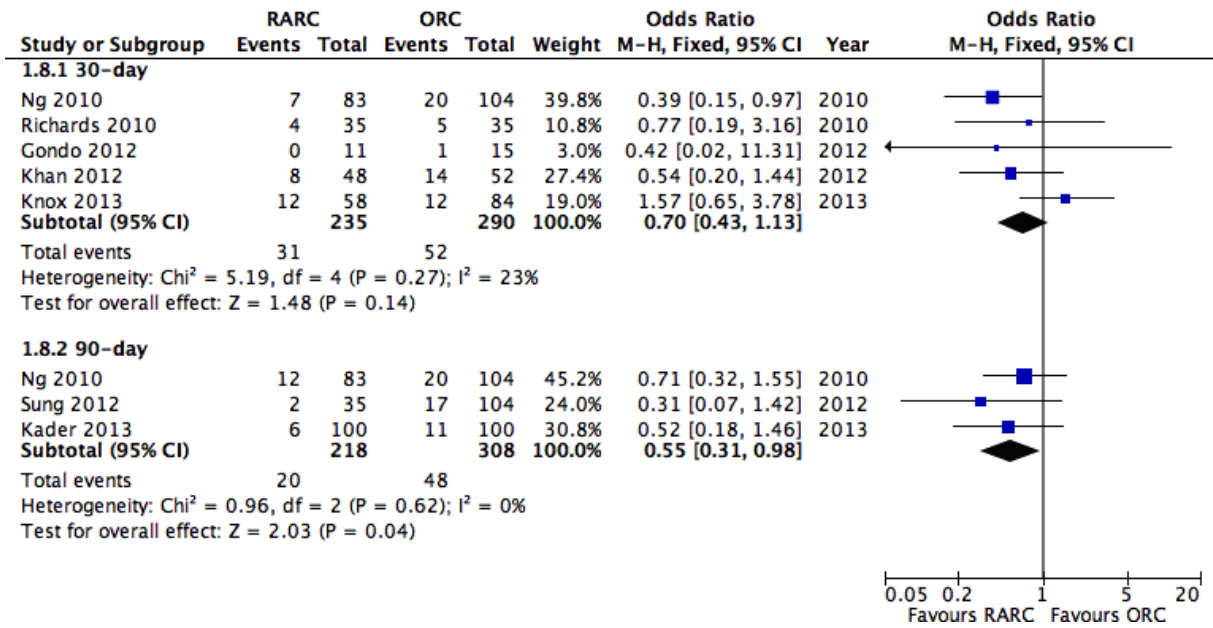 RARC ORC Odds Ratio Odds Ratio
Study or Subgroup Events Total Events Total Weight M-H, Fixed, 95% CI Year M-H, Fixed, 95% CI
1.8.1 30-day
Ng 2010 7 83 20 104 39.8% 0.39 [0.15, 0.97] 2010
Richards 2010 4 35 5 35 10.8% 0.77 [0.19, 3.16] 2010
Gondo 2012 0 11 1 15 3.0% 0.42 [0.02, 11.31] 2012
Khan 2012 8 48 14 52 27.4% 0.54 [0.20, 1.44] 2012
Knox 2013 12 58 12 84 19.0% 1.57 [0.65, 3.78] 2013
Subtotal (95% CI) 235 290 100.0% 0.70 [0.43, 1.13]
Total events 31 52
Heterogeneity: Chi² = 5.19, df = 4 (P = 0.27); I² = 23%
Test for overall effect: Z = 1.48 (P = 0.14)
1.8.2 90-day
Ng 2010 12 83 20 104 45.2% 0.71 [0.32, 1.55] 2010
Sung 2012 2 35 17 104 24.0% 0.31 [0.07, 1.42] 2012
Kader 2013 6 100 11 100 30.8% 0.52 [0.18, 1.46] 2013
Subtotal (95% CI) 218 308 100.0% 0.55 [0.31, 0.98]
Total events 20 48
Heterogeneity: Chi² = 0.96, df = 2 (P = 0.62); I² = 0%
Test for overall effect: Z = 2.03 (P = 0.04)
0.05 0.2 1 5 20
Favours RARC Favours ORC